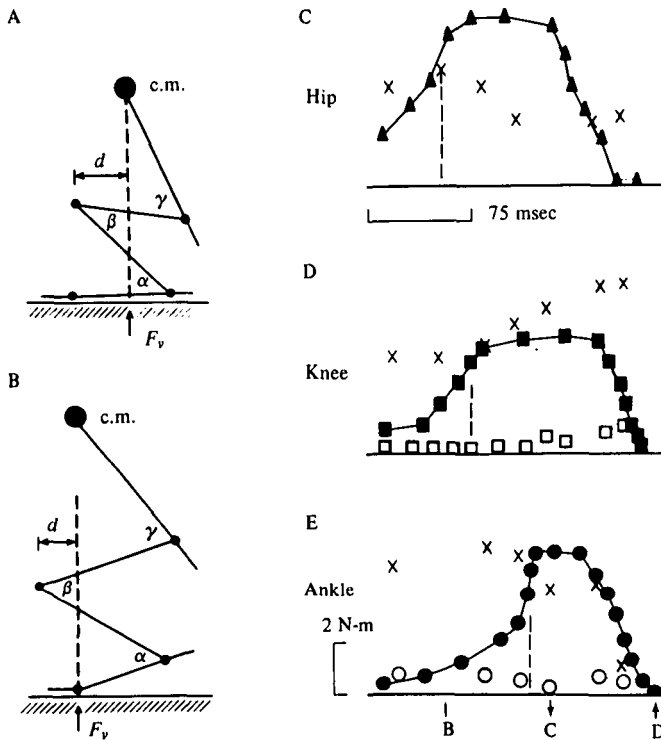 A
c.m.
d
γ
β
α
F_v
B
c.m.
d
γ
β
α
F_v
C
Hip
75 msec
D
Knee
E
Ankle
2 N-m
B C D